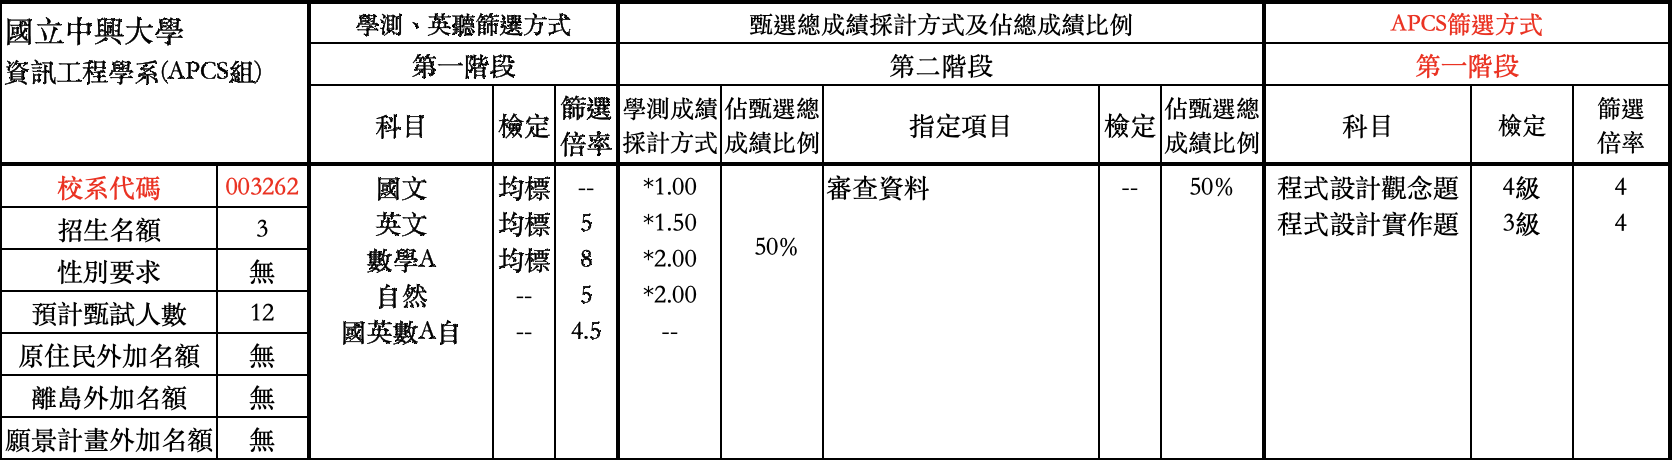 國立中興大學
資訊工程學系(APCS組)
學測、英聽篩選方式 甄選總成績採計方式及佔總成績比例 APCS篩選方式
第一階段 第二階段 第一階段
科目 檢定 篩選倍率 學測成績採計方式 佔甄選總成績比例 指定項目 檢定 佔甄選總成績比例 科目 檢定 篩選倍率
校系代碼 003262 國文 均標 -- *1.00 50% 審查資料 -- 50% 程式設計觀念題 4級 4
招生名額 3 英文 均標 5 *1.50 程式設計實作題 3級 4
性別要求 無 數學A 均標 8 *2.00
預計甄試人數 12 自然 -- 5 *2.00
原住民外加名額 無 國英數A自 -- 4.5 --
離島外加名額 無
願景計畫外加名額 無